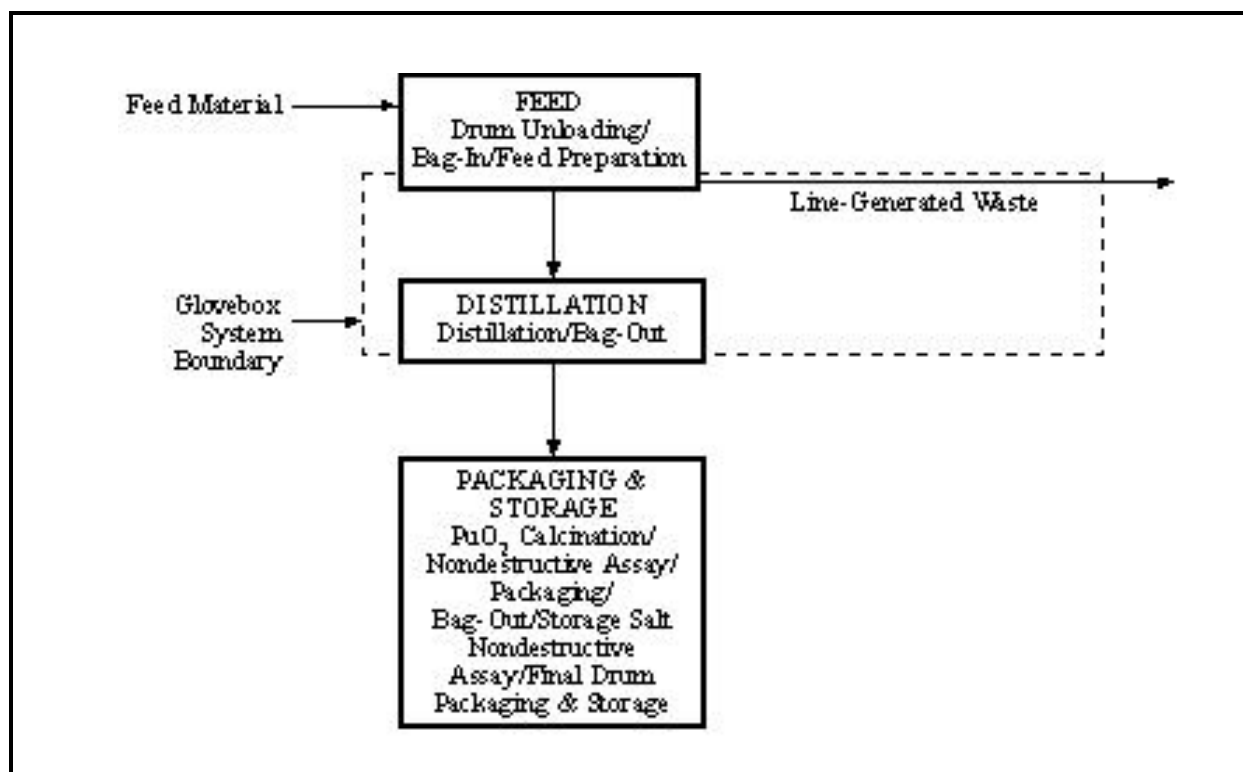 Feed Material
FEED
Drum Unloading/
Bag-In/Feed Preparation
Line-Generated Waste
Glovebox
System
Boundary
DISTILLATION
Distillation/Bag-Out
PACKAGING &
STORAGE
PuO₂ Calcination/
Nondestructive Assay/
Packaging/
Bag-Out/Storage Salt
Nondestructive
Assay/Final Drum
Packaging & Storage